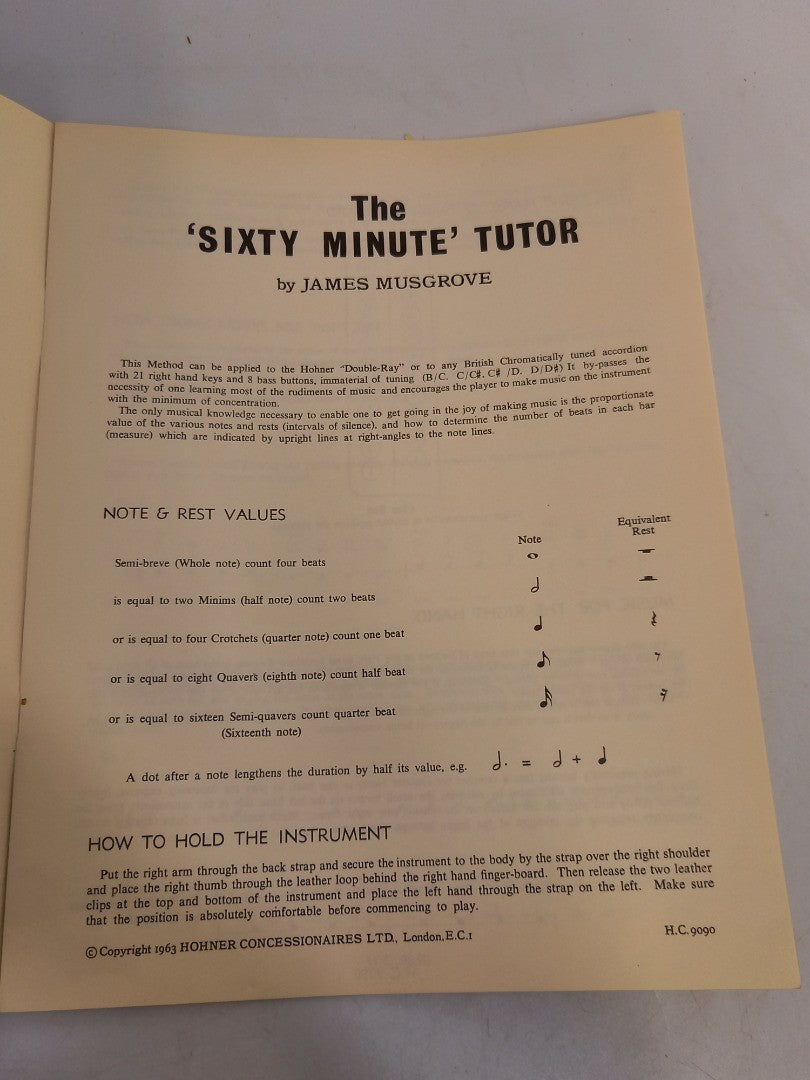 The
‘SIXTY MINUTE’ TUTOR
by JAMES MUSGROVE
This Method can be applied to the Hohner “Double-Ray” or to any British Chromatically tuned accordion
with 21 right hand keys and 8 bass buttons, immaterial of tuning (B/C. C/C♯. C♯ /D. D/D♯) It by-passes the
necessity of one learning most of the rudiments of music and encourages the player to make music on the instrument
with the minimum of concentration.
The only musical knowledge necessary to enable one to get going in the joy of making music is the proportionate
value of the various notes and rests (intervals of silence), and how to determine the number of beats in each bar
(measure) which are indicated by upright lines at right-angles to the note lines.
NOTE & REST VALUES
Note
Equivalent
Rest
Semi-breve (Whole note) count four beats
is equal to two Minims (half note) count two beats
or is equal to four Crotchets (quarter note) count one beat
or is equal to eight Quavers (eighth note) count half beat
or is equal to sixteen Semi-quavers count quarter beat
(Sixteenth note)
A dot after a note lengthens the duration by half its value, e.g. 𝅗𝅥. = 𝅗𝅥 + ♩
HOW TO HOLD THE INSTRUMENT
Put the right arm through the back strap and secure the instrument to the body by the strap over the right shoulder
and place the right thumb through the leather loop behind the right hand finger-board. Then release the two leather
clips at the top and bottom of the instrument and place the left hand through the strap on the left. Make sure
that the position is absolutely comfortable before commencing to play.
© Copyright 1963 HOHNER CONCESSIONAIRES LTD., London.E.C.1
H.C.9090